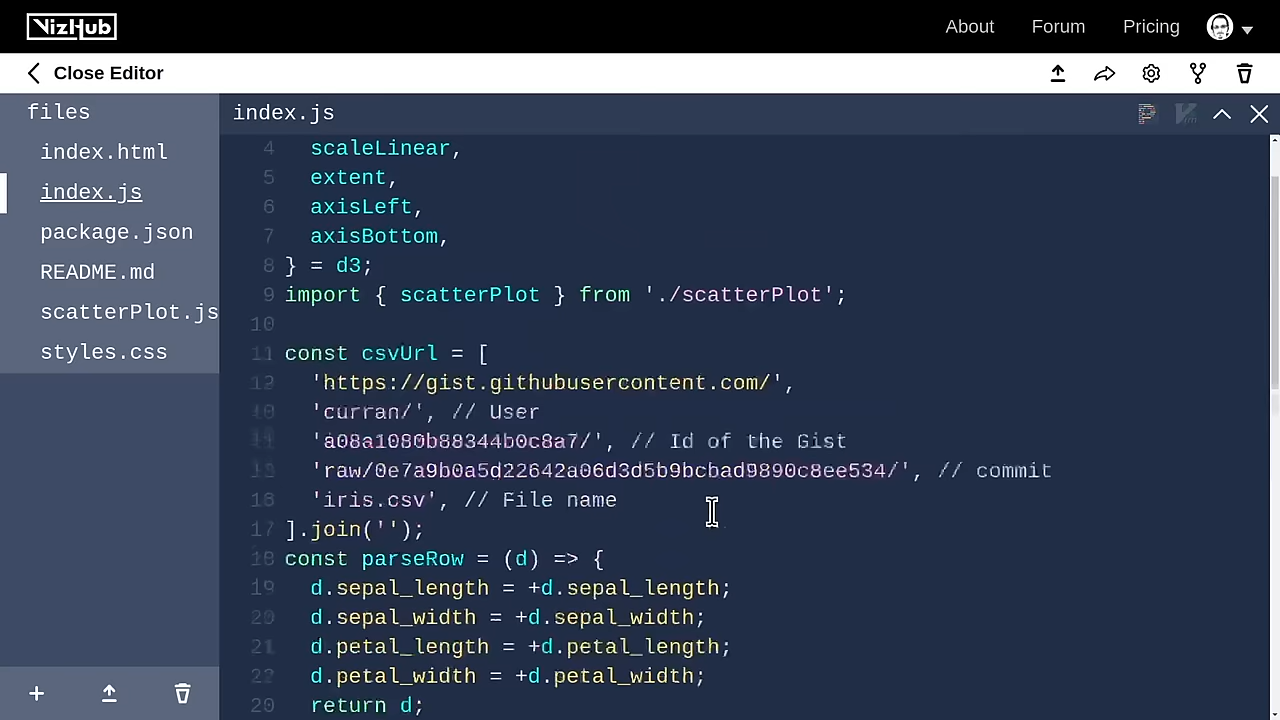 VizHub
About Forum Pricing
Close Editor
files
index.html
index.js
package.json
README.md
scatterPlot.js
styles.css
index.js
4 scaleLinear,
5 extent,
6 axisLeft,
7 axisBottom,
8 } = d3;
9 import { scatterPlot } from './scatterPlot';
10
11 const csvUrl = [
12 'https://gist.githubusercontent.com/',
'curran/', // User
'a08a1080b88344b0c8a7/', // Id of the Gist
'raw/0e7a9b0a5d22642a06d3d5b9bcbad9890c8ee534/', // commit
'iris.csv', // File name
17 ].join('');
18 const parseRow = (d) => {
19 d.sepal_length = +d.sepal_length;
20 d.sepal_width = +d.sepal_width;
21 d.petal_length = +d.petal_length;
22 d.petal_width = +d.petal_width;
return d;